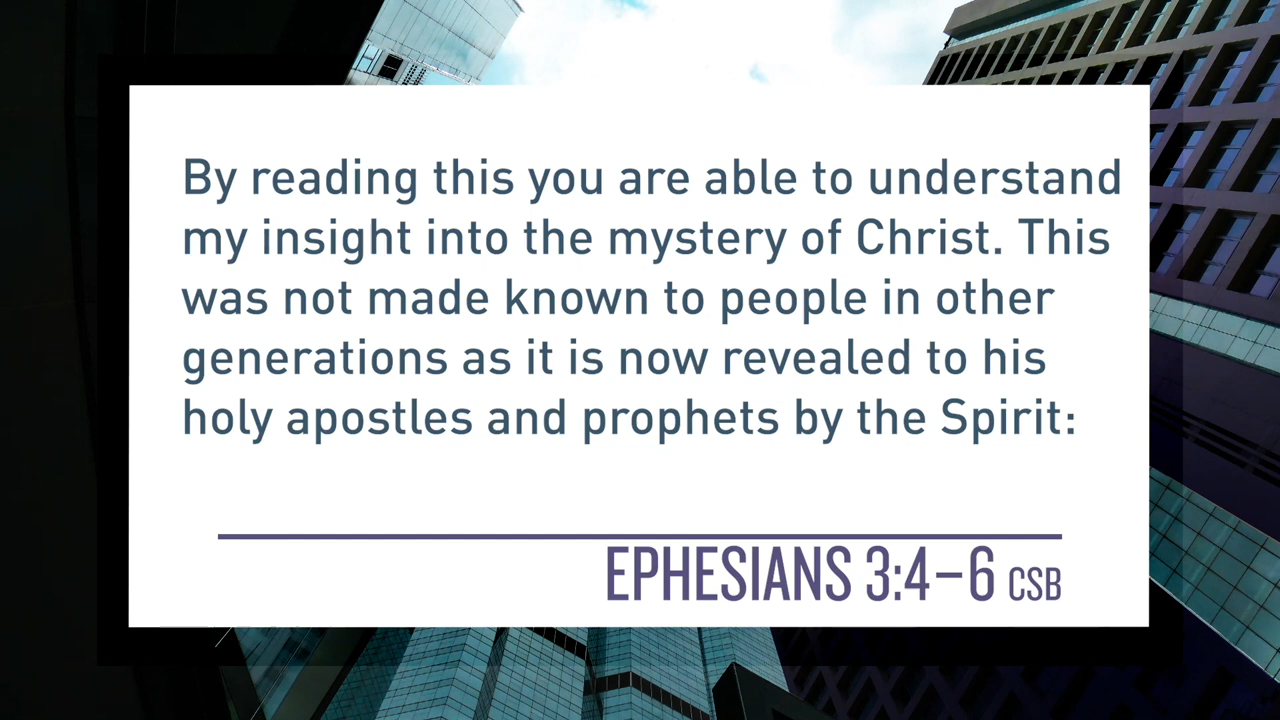 By reading this you are able to understand
my insight into the mystery of Christ. This
was not made known to people in other
generations as it is now revealed to his
holy apostles and prophets by the Spirit:
EPHESIANS 3:4–6 CSB